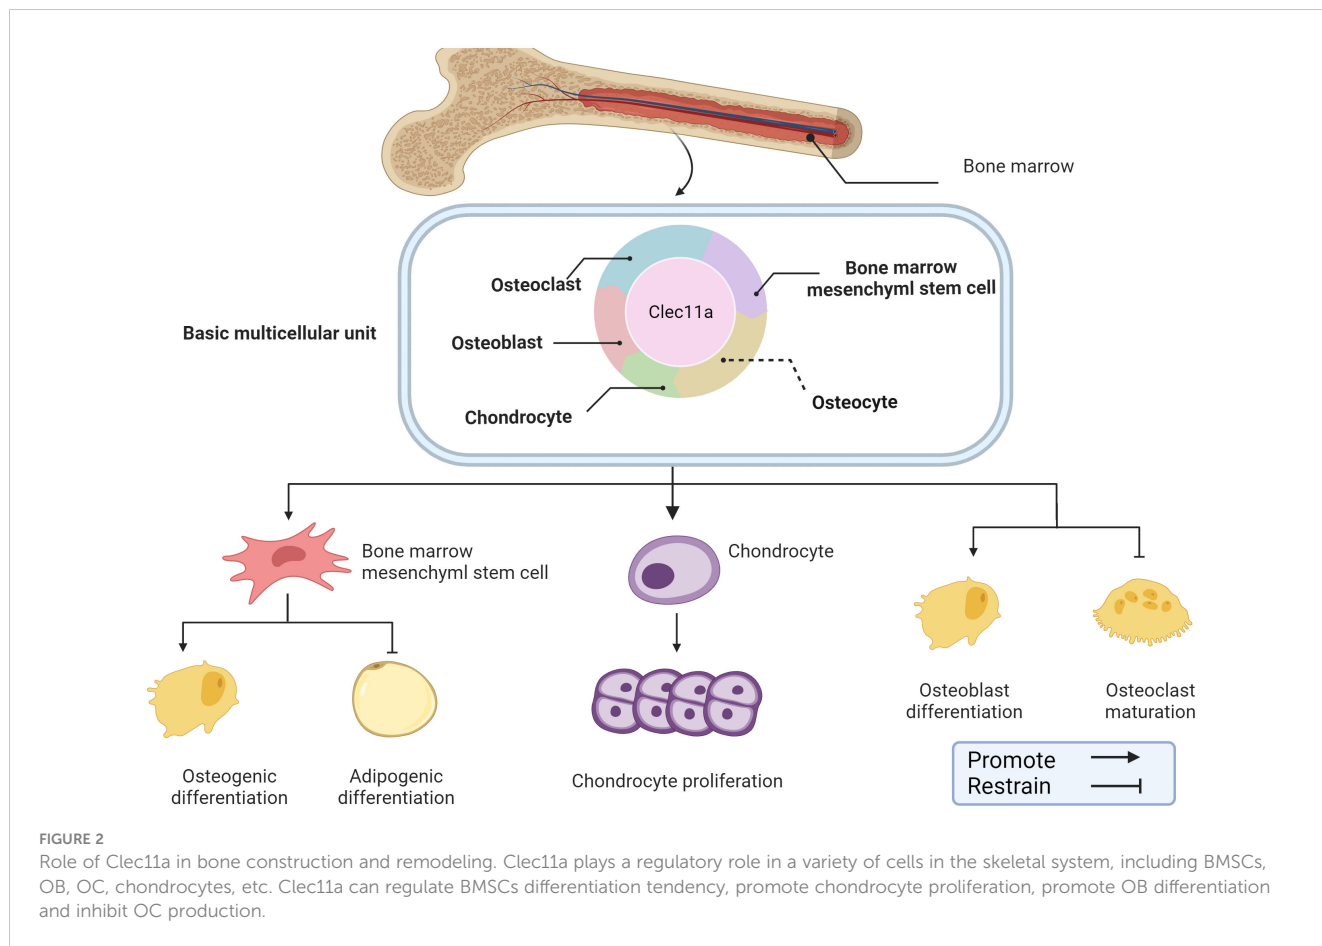 Bone marrow
Osteoclast
Bone marrow
mesenchyml stem cell
Clec11a
Basic multicellular unit
Osteoblast
Chondrocyte
Osteocyte
Bone marrow
mesenchyml stem cell
Chondrocyte
Osteoblast
differentiation
Osteoclast
maturation
Osteogenic
differentiation
Adipogenic
differentiation
Chondrocyte proliferation
Promote
Restrain
FIGURE 2
Role of Clec11a in bone construction and remodeling. Clec11a plays a regulatory role in a variety of cells in the skeletal system, including BMSCs,
OB, OC, chondrocytes, etc. Clec11a can regulate BMSCs differentiation tendency, promote chondrocyte proliferation, promote OB differentiation
and inhibit OC production.